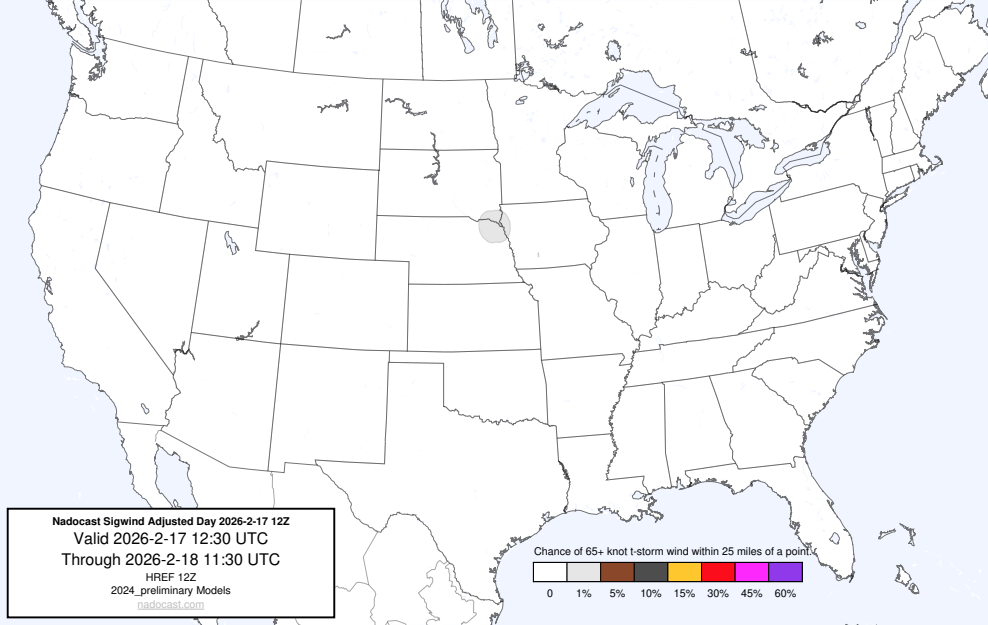 Nadocast Sigwind Adjusted Day 2026-2-17 12Z
Valid 2026-2-17 12:30 UTC
Through 2026-2-18 11:30 UTC
HREF 12Z
2024_preliminary Models
nadocast.com
Chance of 65+ knot t-storm wind within 25 miles of a point.
0 1% 5% 10% 15% 30% 45% 60%